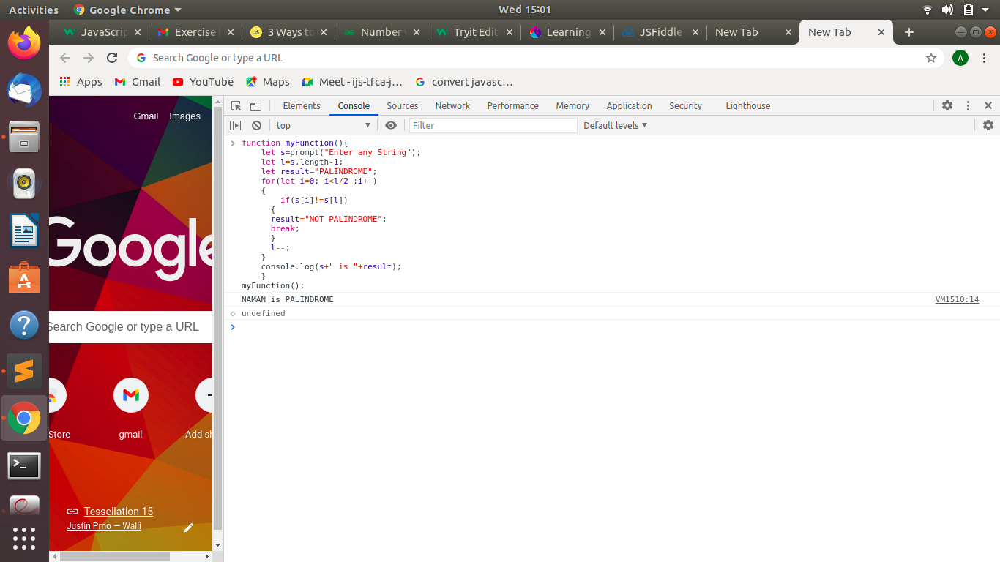 Activities Google Chrome Wed 15:01
JavaScrip Exercise 3 Ways to Number Tryit Edit Learning JSFiddle New Tab New Tab
Search Google or type a URL A
Apps Gmail YouTube Maps Meet - ijs-tfca-j… convert javasc…
Gmail Images
Google
Search Google or type a URL
Store gmail Add sh
Tessellation 15
Justin Prno — Walli
Elements Console Sources Network Performance Memory Application Security Lighthouse
top Filter Default levels
function myFunction(){
    let s=prompt("Enter any String");
    let l=s.length-1;
    let result="PALINDROME";
    for(let i=0; i<l/2 ;i++)
    {
        if(s[i]!=s[l])
      {
      result="NOT PALINDROME";
      break;
      }
      l--;
    }
    console.log(s+" is "+result);
    }
myFunction();
NAMAN is PALINDROME VM1510:14
undefined